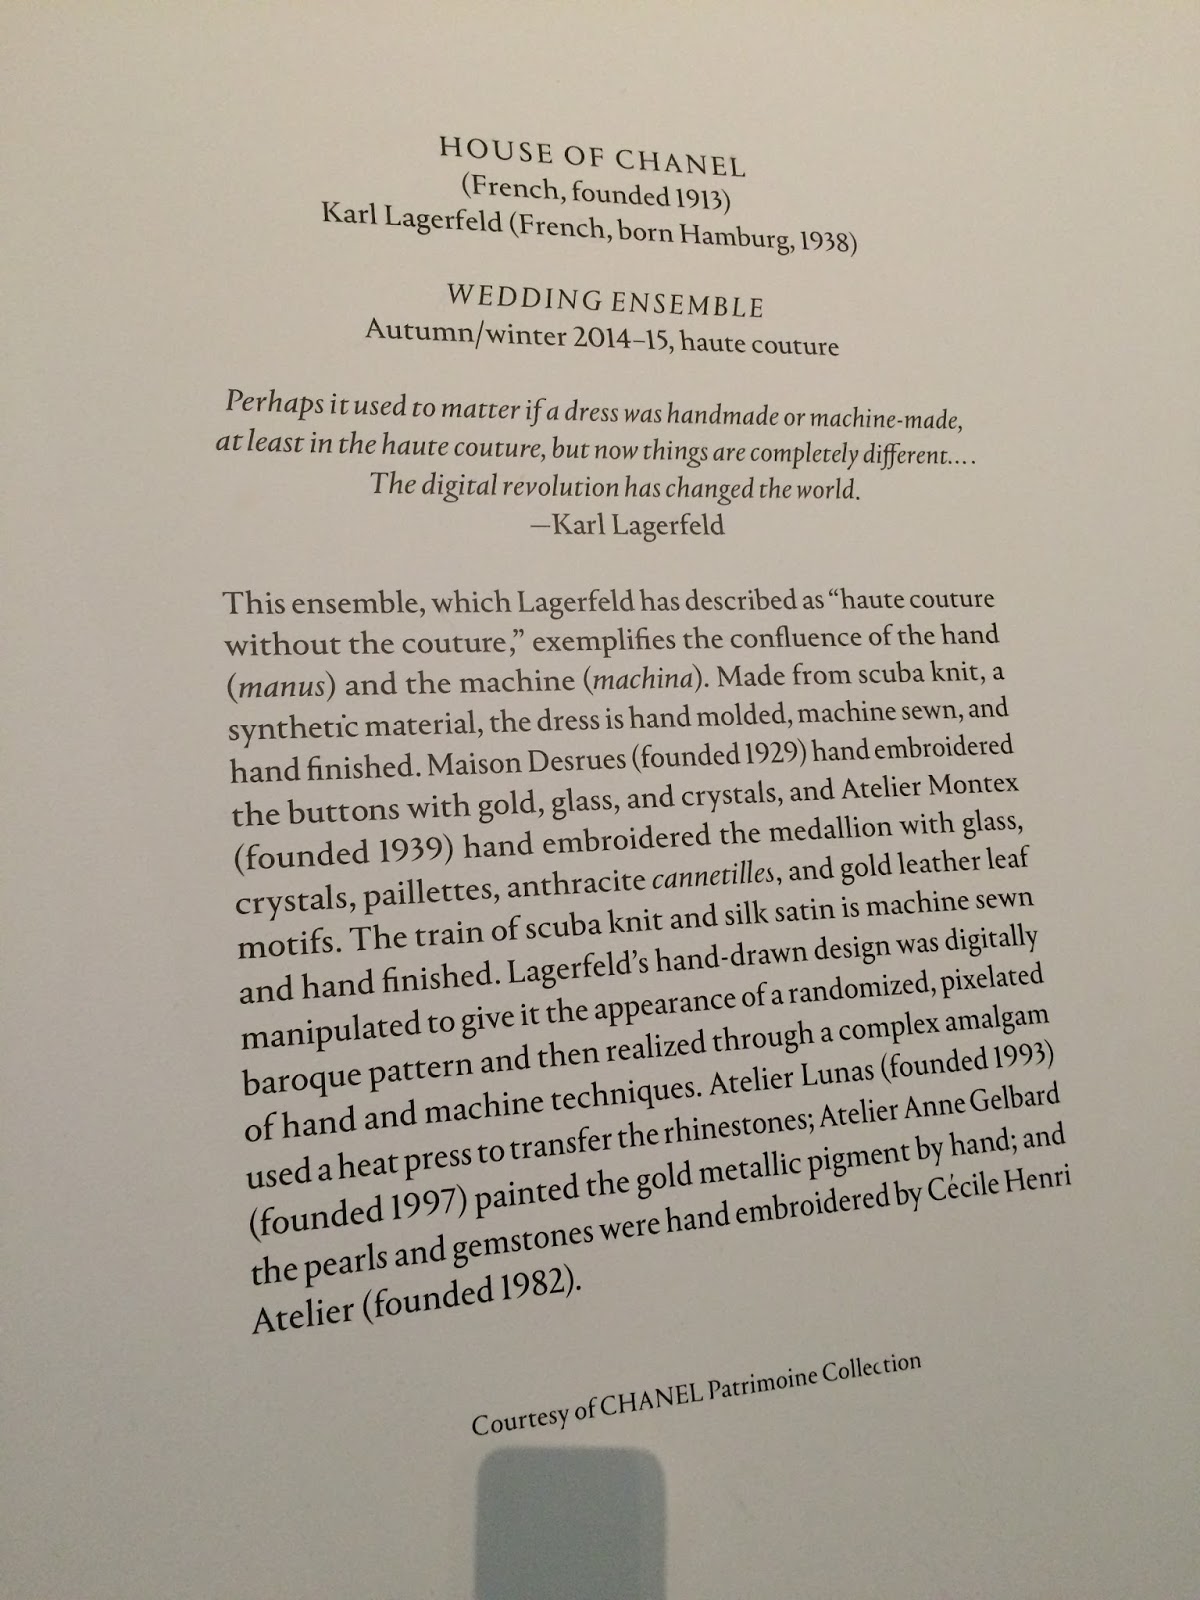 HOUSE OF CHANEL
(French, founded 1913)
Karl Lagerfeld (French, born Hamburg, 1938)
WEDDING ENSEMBLE
Autumn/winter 2014–15, haute couture
Perhaps it used to matter if a dress was handmade or machine-made,
at least in the haute couture, but now things are completely different....
The digital revolution has changed the world.
—Karl Lagerfeld
This ensemble, which Lagerfeld has described as “haute couture
without the couture,” exemplifies the confluence of the hand
(manus) and the machine (machina). Made from scuba knit, a
synthetic material, the dress is hand molded, machine sewn, and
hand finished. Maison Desrues (founded 1929) hand embroidered
the buttons with gold, glass, and crystals, and Atelier Montex
(founded 1939) hand embroidered the medallion with glass,
crystals, paillettes, anthracite cannetilles, and gold leather leaf
motifs. The train of scuba knit and silk satin is machine sewn
and hand finished. Lagerfeld’s hand-drawn design was digitally
manipulated to give it the appearance of a randomized, pixelated
baroque pattern and then realized through a complex amalgam
of hand and machine techniques. Atelier Lunas (founded 1993)
used a heat press to transfer the rhinestones; Atelier Anne Gelbard
(founded 1997) painted the gold metallic pigment by hand; and
the pearls and gemstones were hand embroidered by Cécile Henri
Atelier (founded 1982).
Courtesy of CHANEL Patrimoine Collection